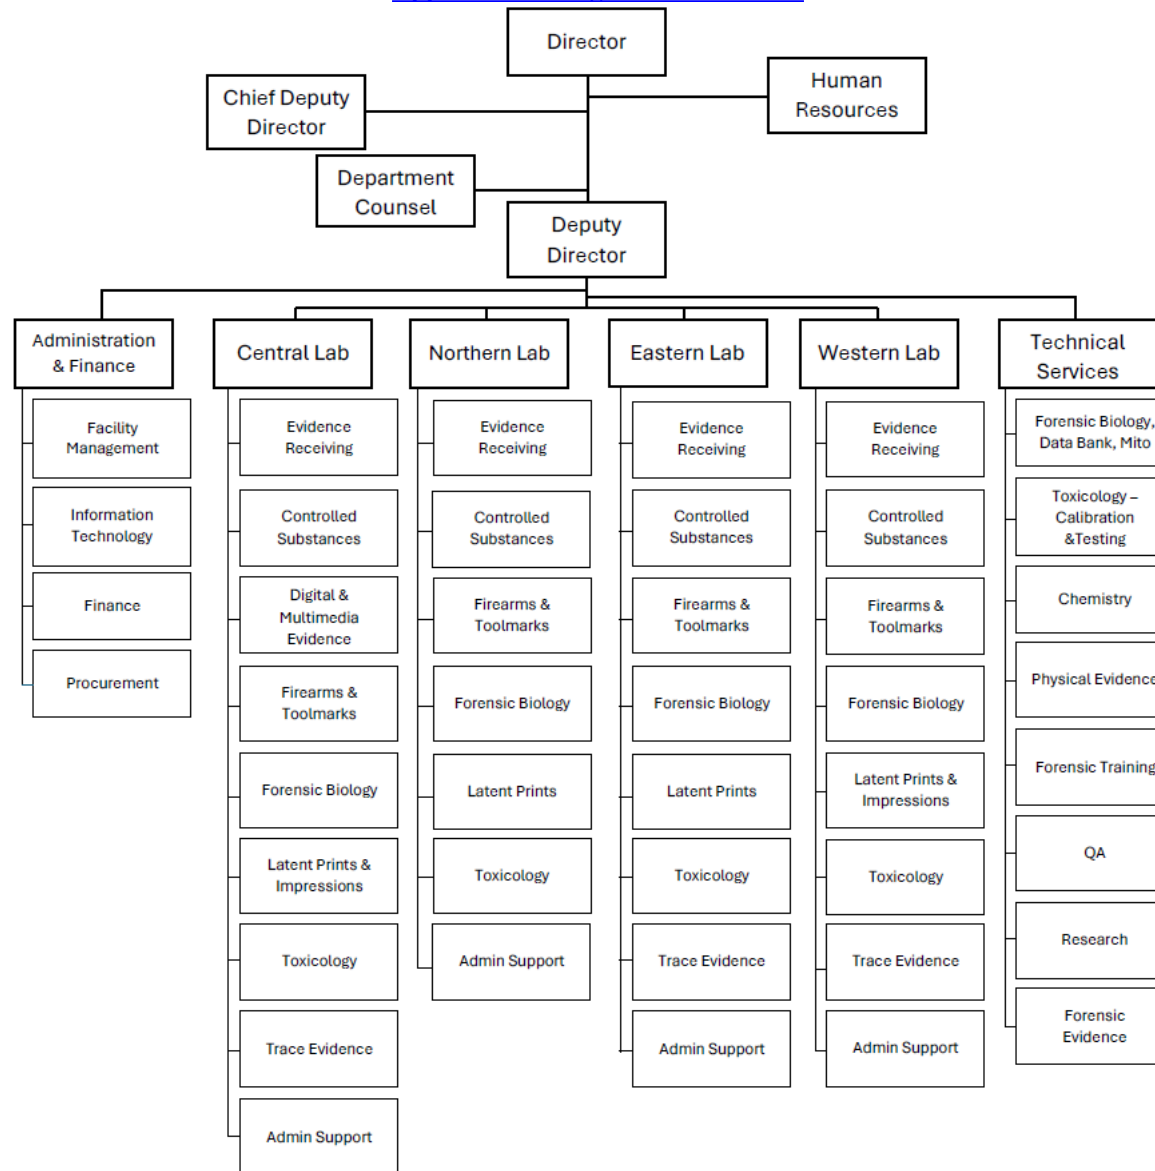 Director
Human
Resources
Chief Deputy
Director
Department
Counsel
Deputy
Director
Administration
& Finance
Facility
Management
Information
Technology
Finance
Procurement
Central Lab
Evidence
Receiving
Controlled
Substances
Digital &
Multimedia
Evidence
Firearms &
Toolmarks
Forensic Biology
Latent Prints &
Impressions
Toxicology
Trace Evidence
Admin Support
Northern Lab
Evidence
Receiving
Controlled
Substances
Firearms &
Toolmarks
Forensic Biology
Latent Prints
Toxicology
Admin Support
Eastern Lab
Evidence
Receiving
Controlled
Substances
Firearms &
Toolmarks
Forensic Biology
Latent Prints
Toxicology
Trace Evidence
Admin Support
Western Lab
Evidence
Receiving
Controlled
Substances
Firearms &
Toolmarks
Forensic Biology
Latent Prints &
Impressions
Toxicology
Trace Evidence
Admin Support
Technical
Services
Forensic Biology,
Data Bank, Mito
Toxicology –
Calibration
&Testing
Chemistry
Physical Evidence
Forensic Training
QA
Research
Forensic
Evidence